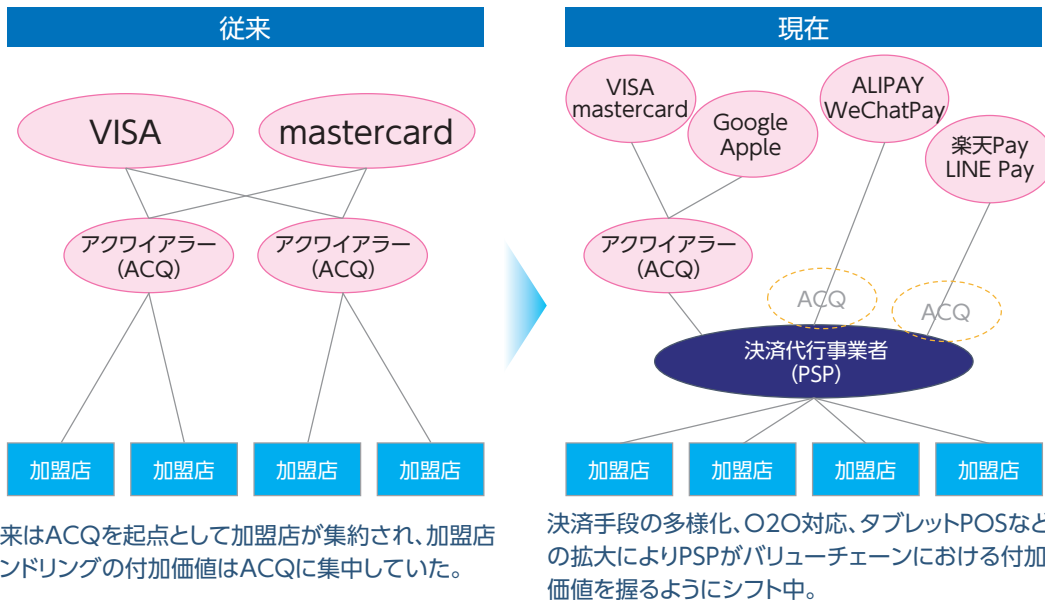 従来
VISA
mastercard
アクワイアラー
(ACQ)
アクワイアラー
(ACQ)
加盟店
加盟店
加盟店
加盟店
来はACQを起点として加盟店が集約され、加盟店
ンドリングの付加価値はACQに集中していた。
現在
VISA
mastercard
Google
Apple
ALIPAY
WeChatPay
楽天Pay
LINE Pay
アクワイアラー
(ACQ)
ACQ
ACQ
決済代行事業者
(PSP)
加盟店
加盟店
加盟店
加盟店
決済手段の多様化、O2O対応、タブレットPOSなど
の拡大によりPSPがバリューチェーンにおける付加
価値を握るようにシフト中。